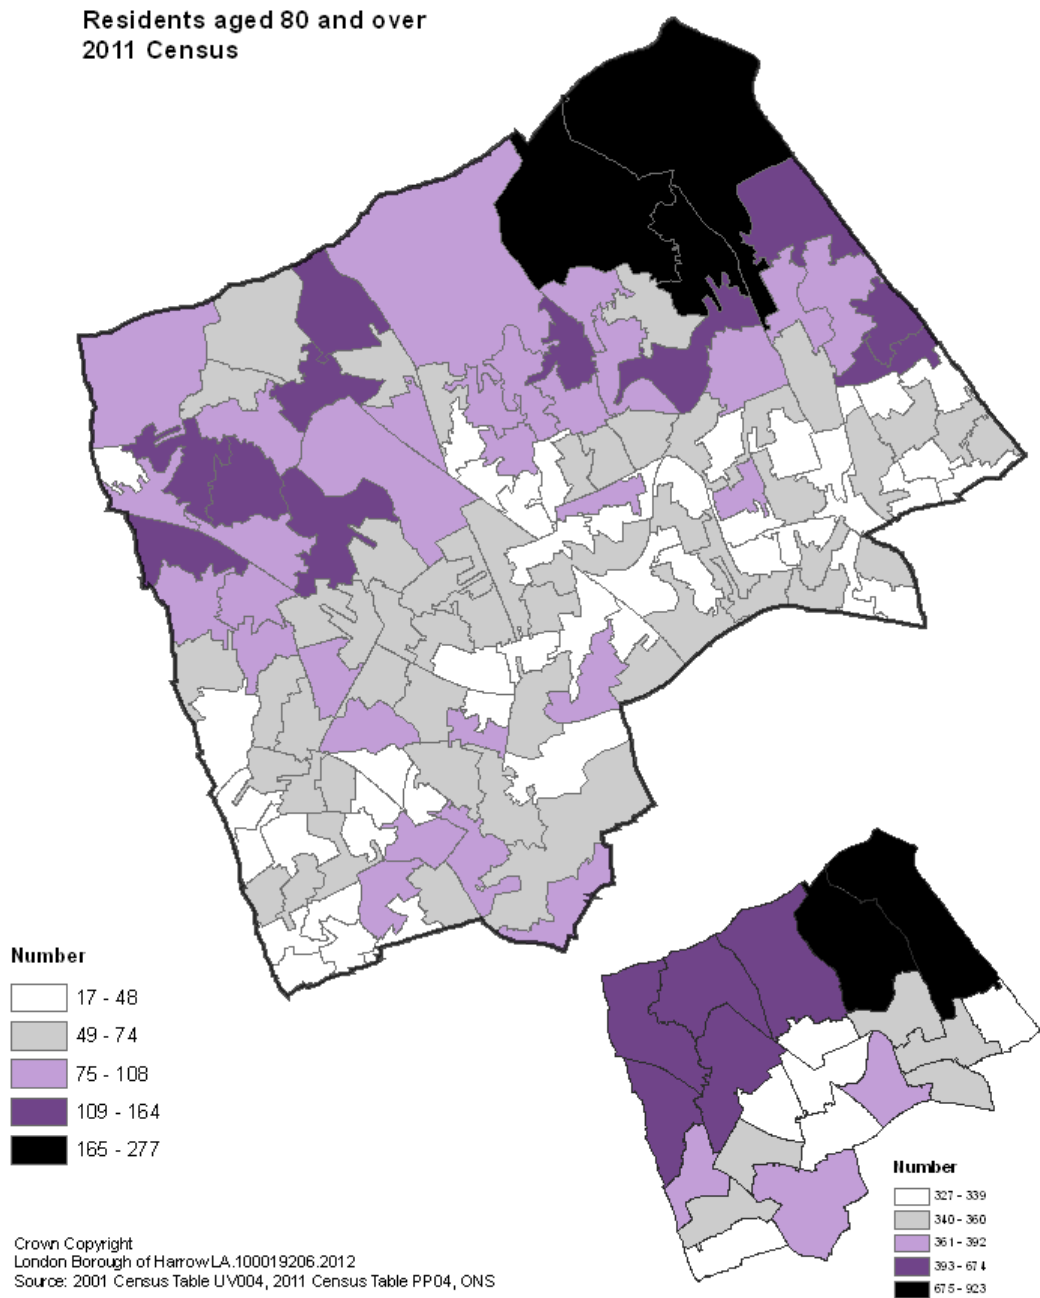 Residents aged 80 and over
2011 Census
Number
17 - 48
49 - 74
75 - 108
109 - 164
165 - 277
Number
327 - 339
340 - 360
361 - 392
393 - 674
675 - 923
Crown Copyright
London Borough of Harrow LA.100019206.2012
Source: 2001 Census Table UV004, 2011 Census Table PP04, ONS